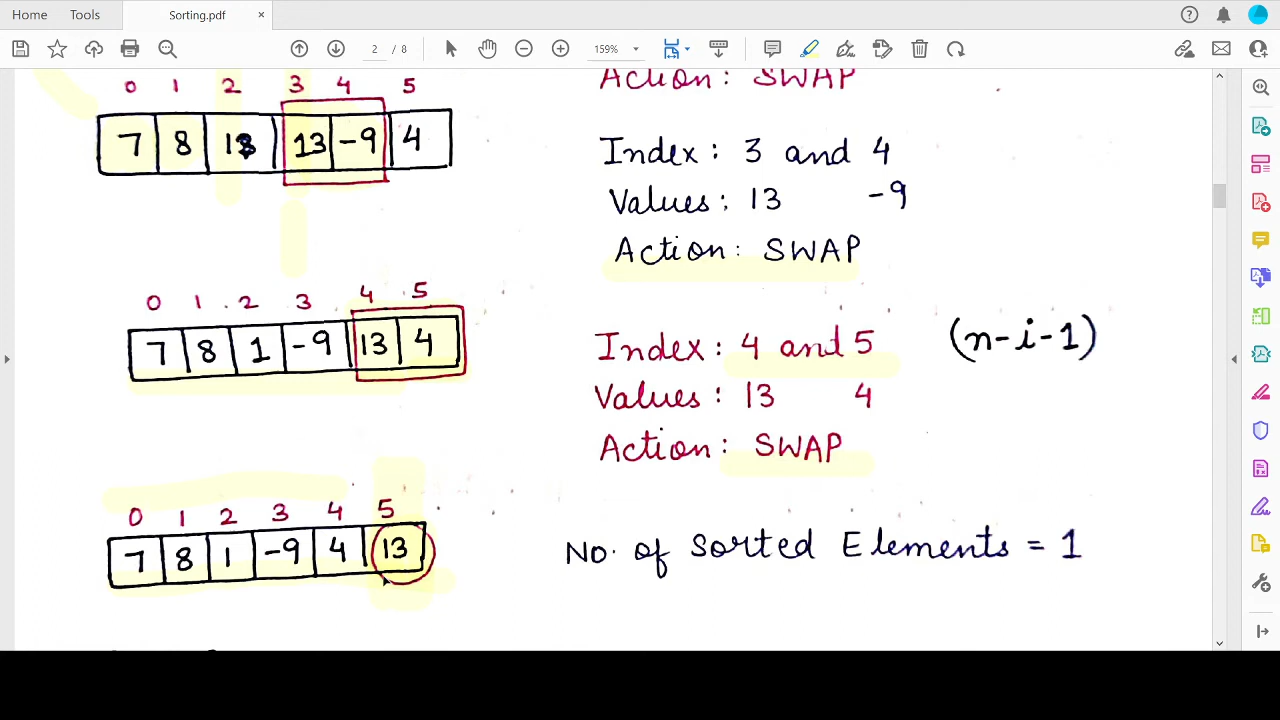 Home Tools Sorting.pdf ×
2 / 8 159%
Action: SWAP
0 1 2 3 4 5
7 8 13 -9 4
Index: 3 and 4
Values: 13 -9
Action: SWAP
0 1 2 3 4 5
7 8 1 -9 13 4
Index: 4 and 5 (n-i-1)
Values: 13 4
Action: SWAP
0 1 2 3 4 5
7 8 1 -9 4 13
No. of Sorted Elements = 1